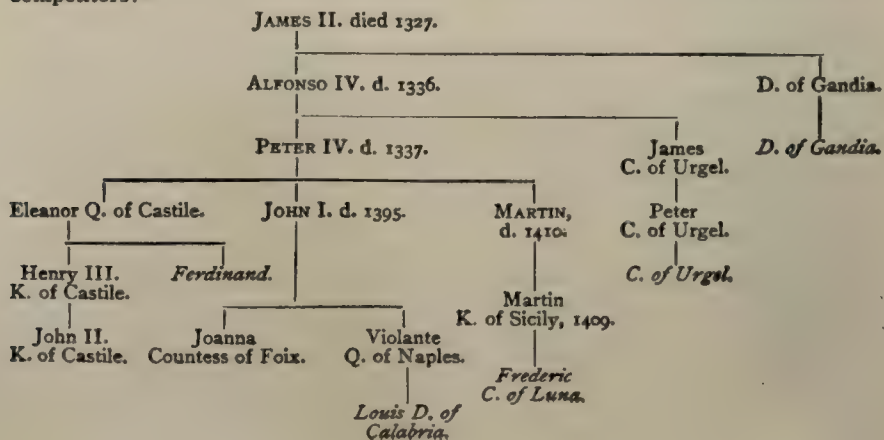 JAMES II. died 1327.
ALFONSO IV. d. 1336.
D. of Gandia.
PETER IV. d. 1337.
James
C. of Urgel.
D. of Gandia.
Eleanor Q. of Castile.
JOHN I. d. 1395.
MARTIN,
d. 1410.
Peter
C. of Urgel.
Henry III.
K. of Castile.
Ferdinand.
C. of Urgel.
Martin
K. of Sicily, 1409.
John II.
K. of Castile.
Joanna
Countess of Foix.
Violante
Q. of Naples.
Frederic
C. of Luna.
Louis D. of
Calabria.